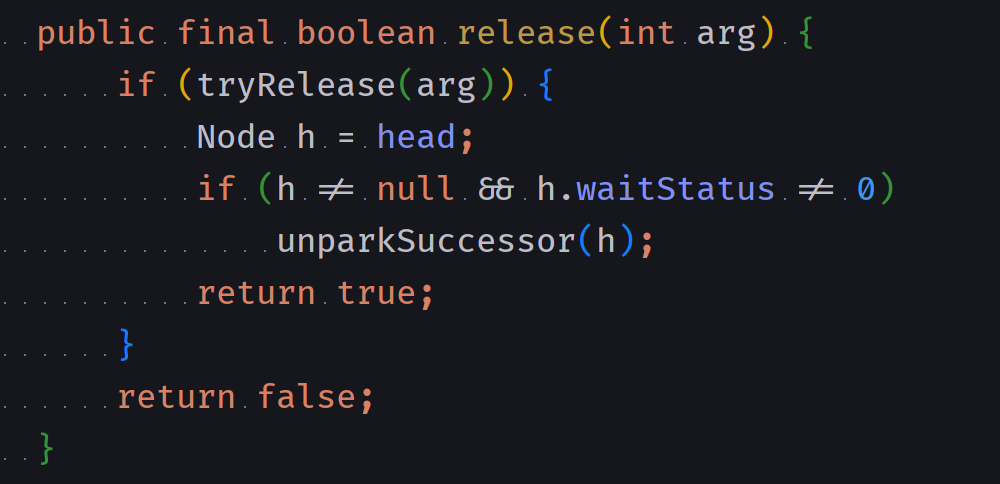 public final boolean release(int arg) {
if (tryRelease(arg)) {
Node h = head;
if (h != null && h.waitStatus != 0)
unparkSuccessor(h);
return true;
}
return false;
}